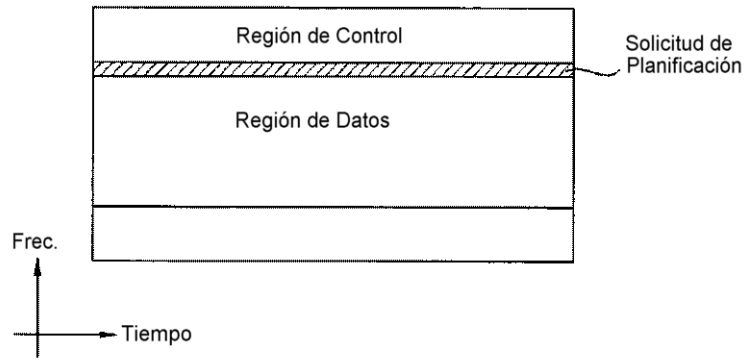 Región de Control
Solicitud de
Planificación
Región de Datos
Frec.
Tiempo